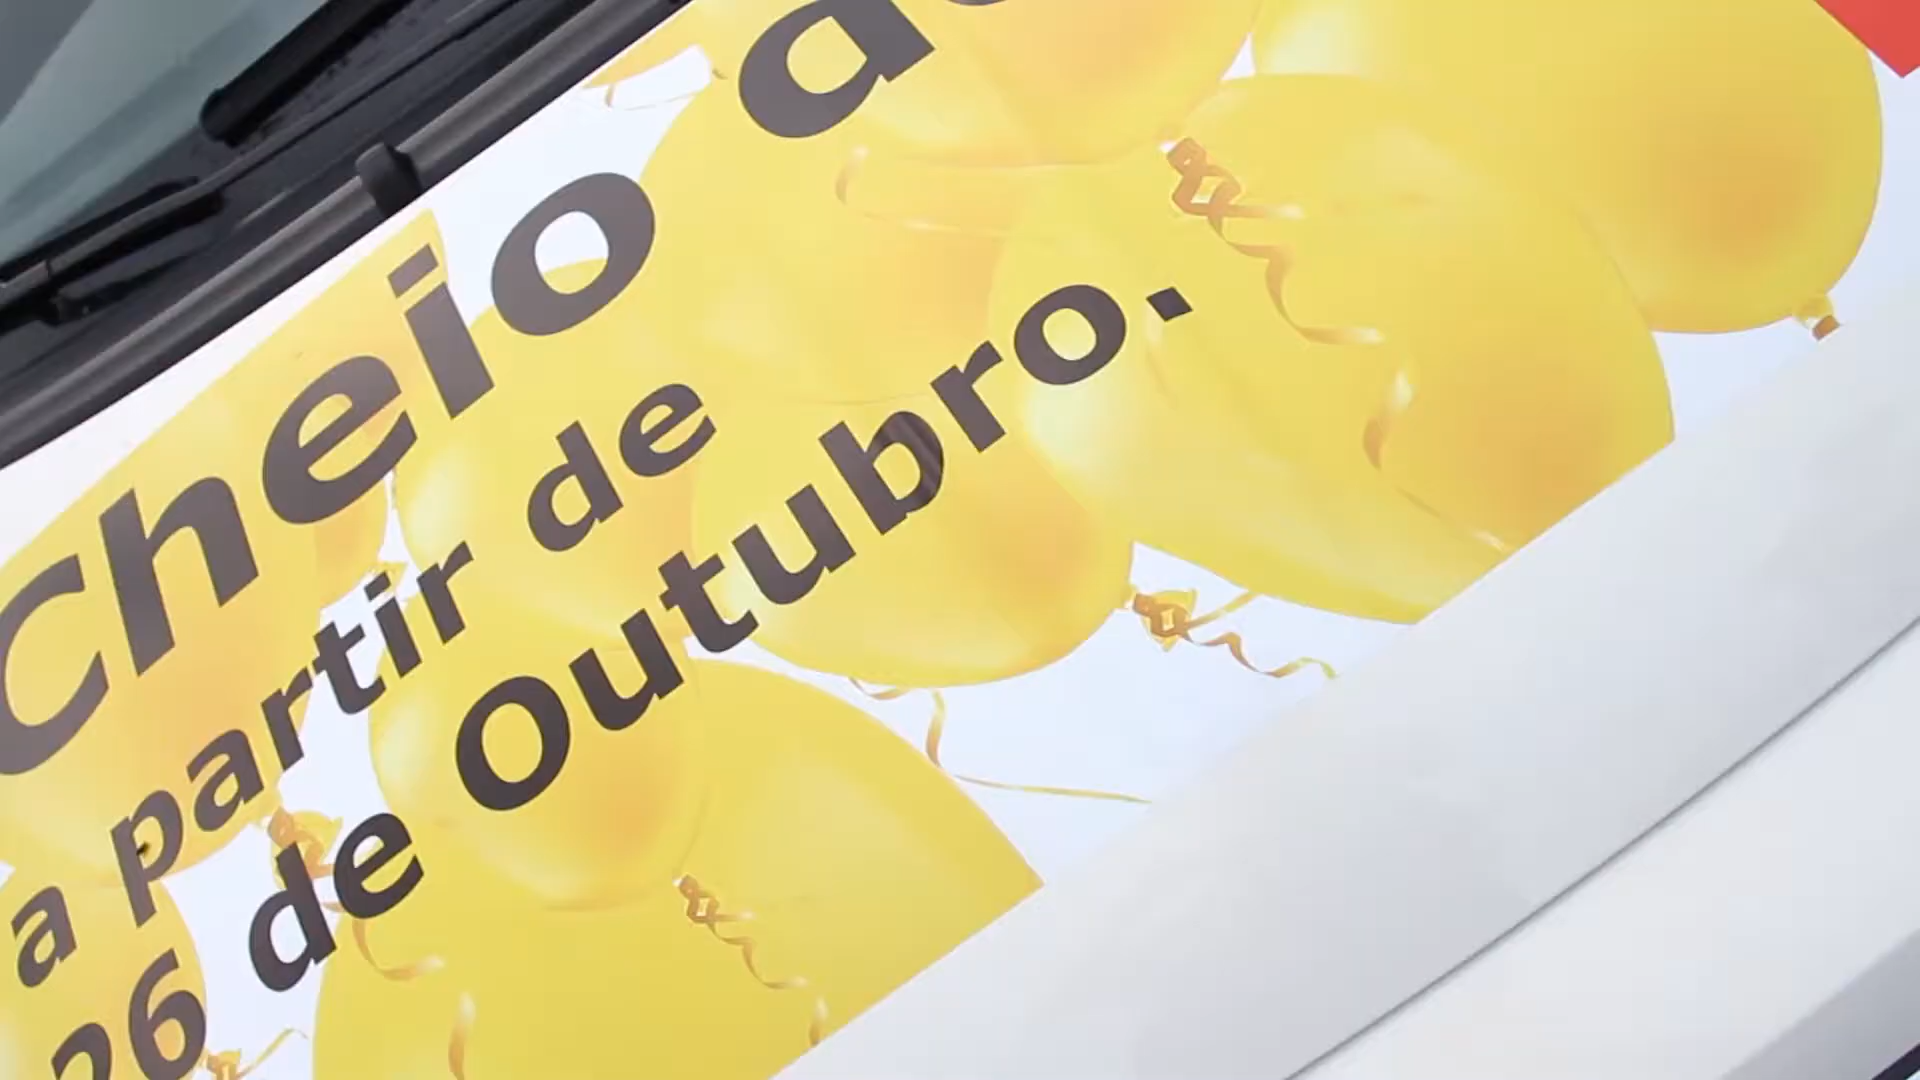 Cheio
a partir de
26 de Outubro.